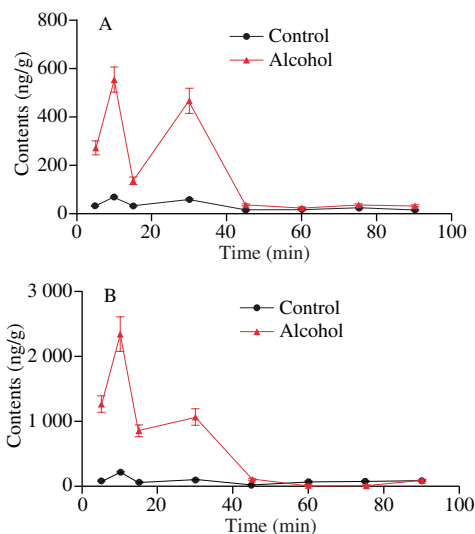 A
Control
Alcohol
Contents (ng/g)
800
600
400
200
0
0 20 40 60 80 100
Time (min)
B
Control
Alcohol
Contents (ng/g)
3 000
2 000
1 000
0
0 20 40 60 80 100
Time (min)